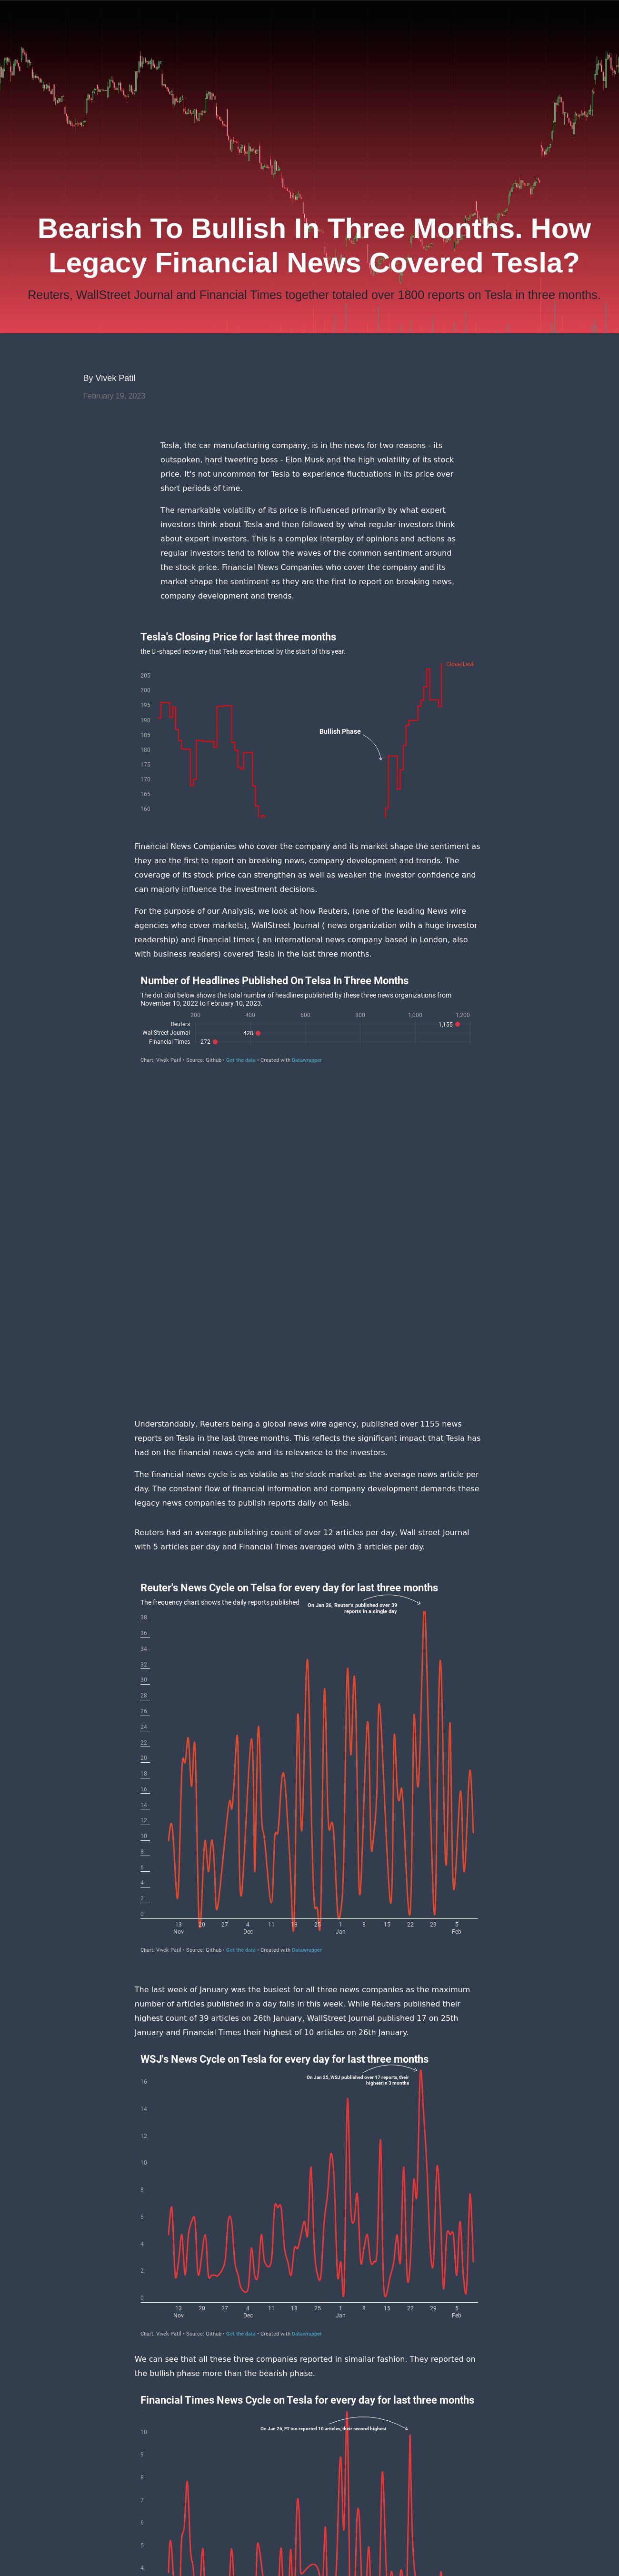 Bearish To Bullish In Three Months. How
Legacy Financial News Covered Tesla?
Reuters, WallStreet Journal and Financial Times together totaled over 1800 reports on Tesla in three months.
By Vivek Patil
February 19, 2023
Tesla, the car manufacturing company, is in the news for two reasons - its
outspoken, hard tweeting boss - Elon Musk and the high volatility of its stock
price. It's not uncommon for Tesla to experience fluctuations in its price over
short periods of time.
The remarkable volatility of its price is influenced primarily by what expert
investors think about Tesla and then followed by what regular investors think
about expert investors. This is a complex interplay of opinions and actions as
regular investors tend to follow the waves of the common sentiment around
the stock price. Financial News Companies who cover the company and its
market shape the sentiment as they are the first to report on breaking news,
company development and trends.
Tesla's Closing Price for last three months
the U -shaped recovery that Tesla experienced by the start of this year.
Close/Last
205
200
195
190
185
180
175
170
165
160
Bullish Phase
Financial News Companies who cover the company and its market shape the sentiment as
they are the first to report on breaking news, company development and trends. The
coverage of its stock price can strengthen as well as weaken the investor confidence and
can majorly influence the investment decisions.
For the purpose of our Analysis, we look at how Reuters, (one of the leading News wire
agencies who cover markets), WallStreet Journal ( news organization with a huge investor
readership) and Financial times ( an international news company based in London, also
with business readers) covered Tesla in the last three months.
Number of Headlines Published On Telsa In Three Months
The dot plot below shows the total number of headlines published by these three news organizations from
November 10, 2022 to February 10, 2023.
200 400 600 800 1,000 1,200
Reuters 1,155
WallStreet Journal 428
Financial Times 272
Chart: Vivek Patil • Source: Github • Get the data • Created with Datawrapper
Understandably, Reuters being a global news wire agency, published over 1155 news
reports on Tesla in the last three months. This reflects the significant impact that Tesla has
had on the financial news cycle and its relevance to the investors.
The financial news cycle is as volatile as the stock market as the average news article per
day. The constant flow of financial information and company development demands these
legacy news companies to publish reports daily on Tesla.
Reuters had an average publishing count of over 12 articles per day, Wall street Journal
with 5 articles per day and Financial Times averaged with 3 articles per day.
Reuter's News Cycle on Telsa for every day for last three months
The frequency chart shows the daily reports published
On Jan 26, Reuter's published over 39
reports in a single day
38
36
34
32
30
28
26
24
22
20
18
16
14
12
10
8
6
4
2
0
13 20 27 4 11 18 25 1 8 15 22 29 5
Nov Dec Jan Feb
Chart: Vivek Patil • Source: Github • Get the data • Created with Datawrapper
The last week of January was the busiest for all three news companies as the maximum
number of articles published in a day falls in this week. While Reuters published their
highest count of 39 articles on 26th January, WallStreet Journal published 17 on 25th
January and Financial Times their highest of 10 articles on 26th January.
WSJ's News Cycle on Tesla for every day for last three months
On Jan 25, WSJ published over 17 reports, their
highest in 3 months
16
14
12
10
8
6
4
2
0
13 20 27 4 11 18 25 1 8 15 22 29 5
Nov Dec Jan Feb
Chart: Vivek Patil • Source: Github • Get the data • Created with Datawrapper
We can see that all these three companies reported in simailar fashion. They reported on
the bullish phase more than the bearish phase.
Financial Times News Cycle on Tesla for every day for last three months
On Jan 26, FT too reported 10 articles, their second highest
10
9
8
7
6
5
4